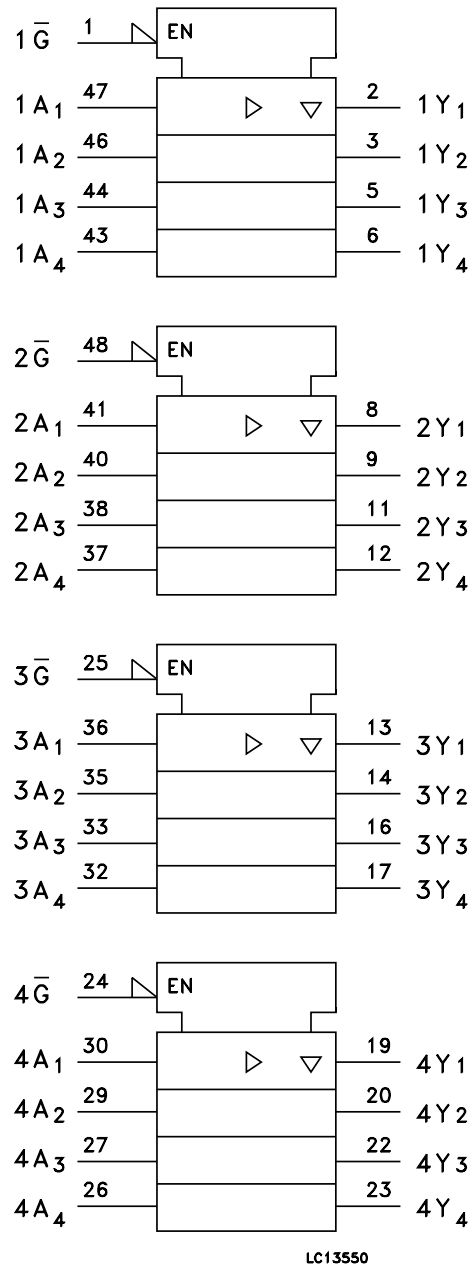 1G̅ 1 EN
1A1 47 2 1Y1
1A2 46 3 1Y2
1A3 44 5 1Y3
1A4 43 6 1Y4
2G̅ 48 EN
2A1 41 8 2Y1
2A2 40 9 2Y2
2A3 38 11 2Y3
2A4 37 12 2Y4
3G̅ 25 EN
3A1 36 13 3Y1
3A2 35 14 3Y2
3A3 33 16 3Y3
3A4 32 17 3Y4
4G̅ 24 EN
4A1 30 19 4Y1
4A2 29 20 4Y2
4A3 27 22 4Y3
4A4 26 23 4Y4
LC13550